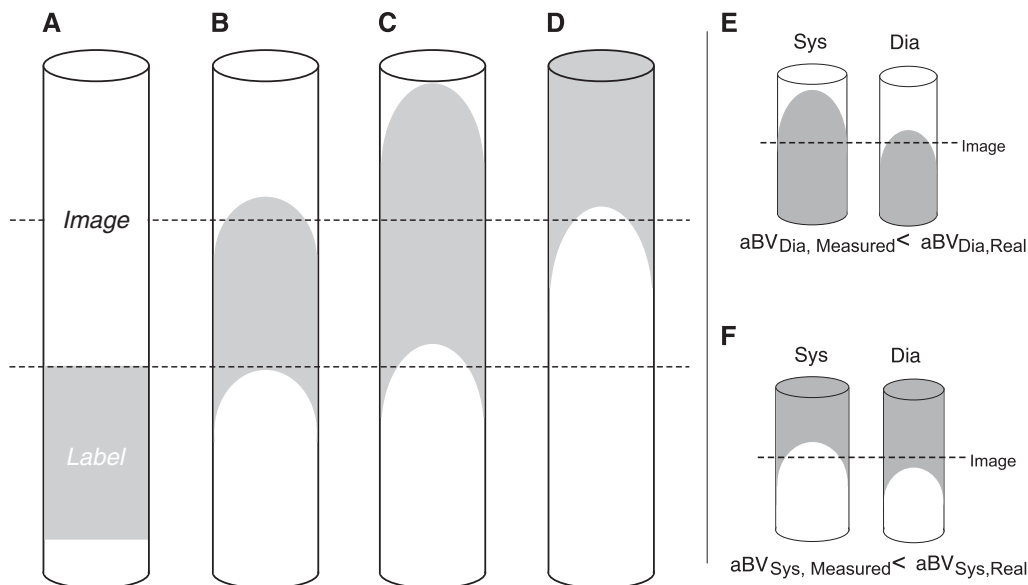 A B C D
Image
Label
E
Sys Dia
Image
aBVDia, Measured< aBVDia,Real
F
Sys Dia
Image
aBVSys, Measured< aBVSys,Real